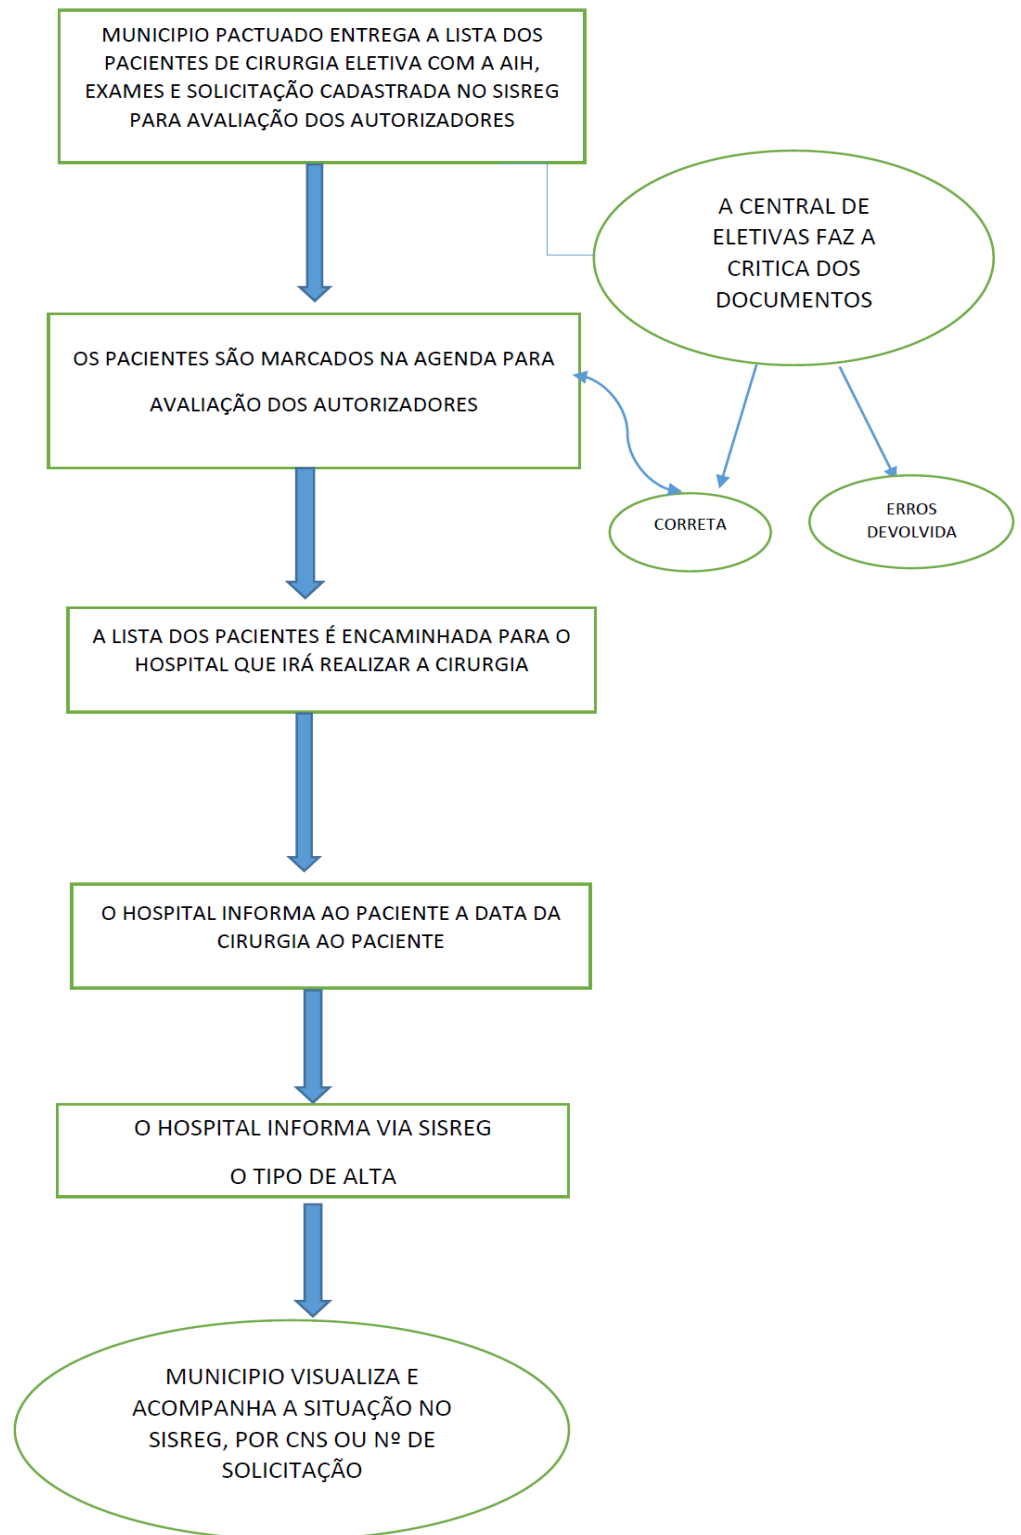 MUNICIPIO PACTUADO ENTREGA A LISTA DOS
PACIENTES DE CIRURGIA ELETIVA COM A AIH,
EXAMES E SOLICITAÇÃO CADASTRADA NO SISREG
PARA AVALIAÇÃO DOS AUTORIZADORES
A CENTRAL DE
ELETIVAS FAZ A
CRITICA DOS
DOCUMENTOS
OS PACIENTES SÃO MARCADOS NA AGENDA PARA
AVALIAÇÃO DOS AUTORIZADORES
CORRETA
ERROS
DEVOLVIDA
A LISTA DOS PACIENTES É ENCAMINHADA PARA O
HOSPITAL QUE IRÁ REALIZAR A CIRURGIA
O HOSPITAL INFORMA AO PACIENTE A DATA DA
CIRURGIA AO PACIENTE
O HOSPITAL INFORMA VIA SISREG
O TIPO DE ALTA
MUNICIPIO VISUALIZA E
ACOMPANHA A SITUAÇÃO NO
SISREG, POR CNS OU Nº DE
SOLICITAÇÃO